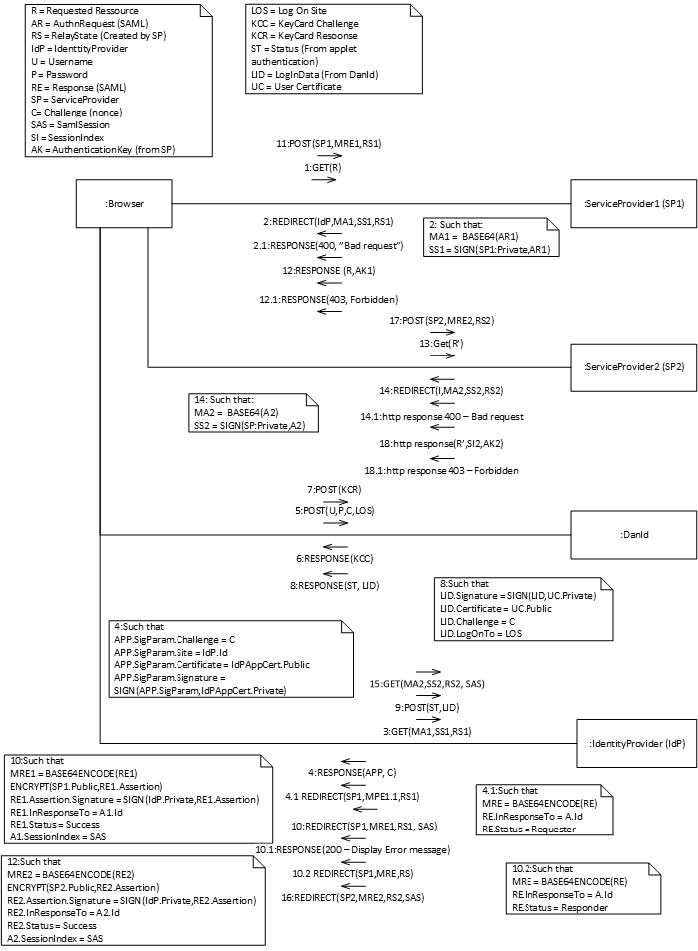 R = Requested Ressource
AR = AuthnRequest (SAML)
RS = RelayState (Created by SP)
IdP = IdenttityProvider
U = Username
P = Password
RE = Response (SAML)
SP = ServiceProvider
C= Challenge (nonce)
SAS = SamlSession
SI = SessionIndex
AK = AuthenticationKey (from SP)
LOS = Log On Site
KCC = KeyCard Challenge
KCR = KeyCard Resoonse
ST = Status (From applet
authentication)
LID = LogInData (From DanId)
UC = User Certificate
11:POST(SP1,MRE1,RS1)
1:GET(R)
:Browser
:ServiceProvider1 (SP1)
2:REDIRECT(IdP,MA1,SS1,RS1)
2.1:RESPONSE(400, "Bad request")
12:RESPONSE (R,AK1)
12.1:RESPONSE(403, Forbidden)
2: Such that:
MA1 = BASE64(AR1)
SS1 = SIGN(SP1:Private,AR1)
17:POST(SP2,MRE2,RS2)
13:Get(R')
:ServiceProvider2 (SP2)
14: Such that:
MA2 = BASE64(A2)
SS2 = SIGN(SP:Private,A2)
14:REDIRECT(I,MA2,SS2,RS2)
14.1:http response 400 – Bad request
18:http response(R',SI2,AK2)
18.1:http response 403 – Forbidden
7:POST(KCR)
5:POST(U,P,C,LOS)
:DanId
6:RESPONSE(KCC)
8:RESPONSE(ST, LID)
8:Such that
LID.Signature = SIGN(LID,UC.Private)
LID.Certificate = UC.Public
LID.Challenge = C
LID.LogOnTo = LOS
4:Such that
APP.SigParam.Challenge = C
APP.SigParam.Site = IdP.Id
APP.SigParam.Certificate = IdPAppCert.Public
APP.SigParam.Signature =
SIGN(APP.SigParam,IdPAppCert.Private)
15:GET(MA2,SS2,RS2, SAS)
9:POST(ST,LID)
3:GET(MA1,SS1,RS1)
:IdentityProvider (IdP)
10:Such that
MRE1 = BASE64ENCODE(RE1)
ENCRYPT(SP1.Public,RE1.Assertion)
RE1.Assertion.Signature = SIGN(IdP.Private,RE1.Assertion)
RE1.InResponseTo = A1.Id
RE1.Status = Success
A1.SessionIndex = SAS
4:RESPONSE(APP, C)
4.1 REDIRECT(SP1,MPE1.1,RS1)
10:REDIRECT(SP1,MRE1,RS1, SAS)
10.1:RESPONSE(200 – Display Error message)
10.2 REDIRECT(SP1,MRE,RS)
16:REDIRECT(SP2,MRE2,RS2,SAS)
4.1:Such that
MRE = BASE64ENCODE(RE)
RE.InResponseTo = A.Id
RE.Status = Requester
12:Such that
MRE2 = BASE64ENCODE(RE2)
ENCRYPT(SP2.Public,RE2.Assertion)
RE2.Assertion.Signature = SIGN(IdP.Private,RE2.Assertion)
RE2.InResponseTo = A2.Id
RE2.Status = Success
A2.SessionIndex = SAS
10.2:Such that
MRE = BASE64ENCODE(RE)
RE.InResponseTo = A.Id
RE.Status = Responder